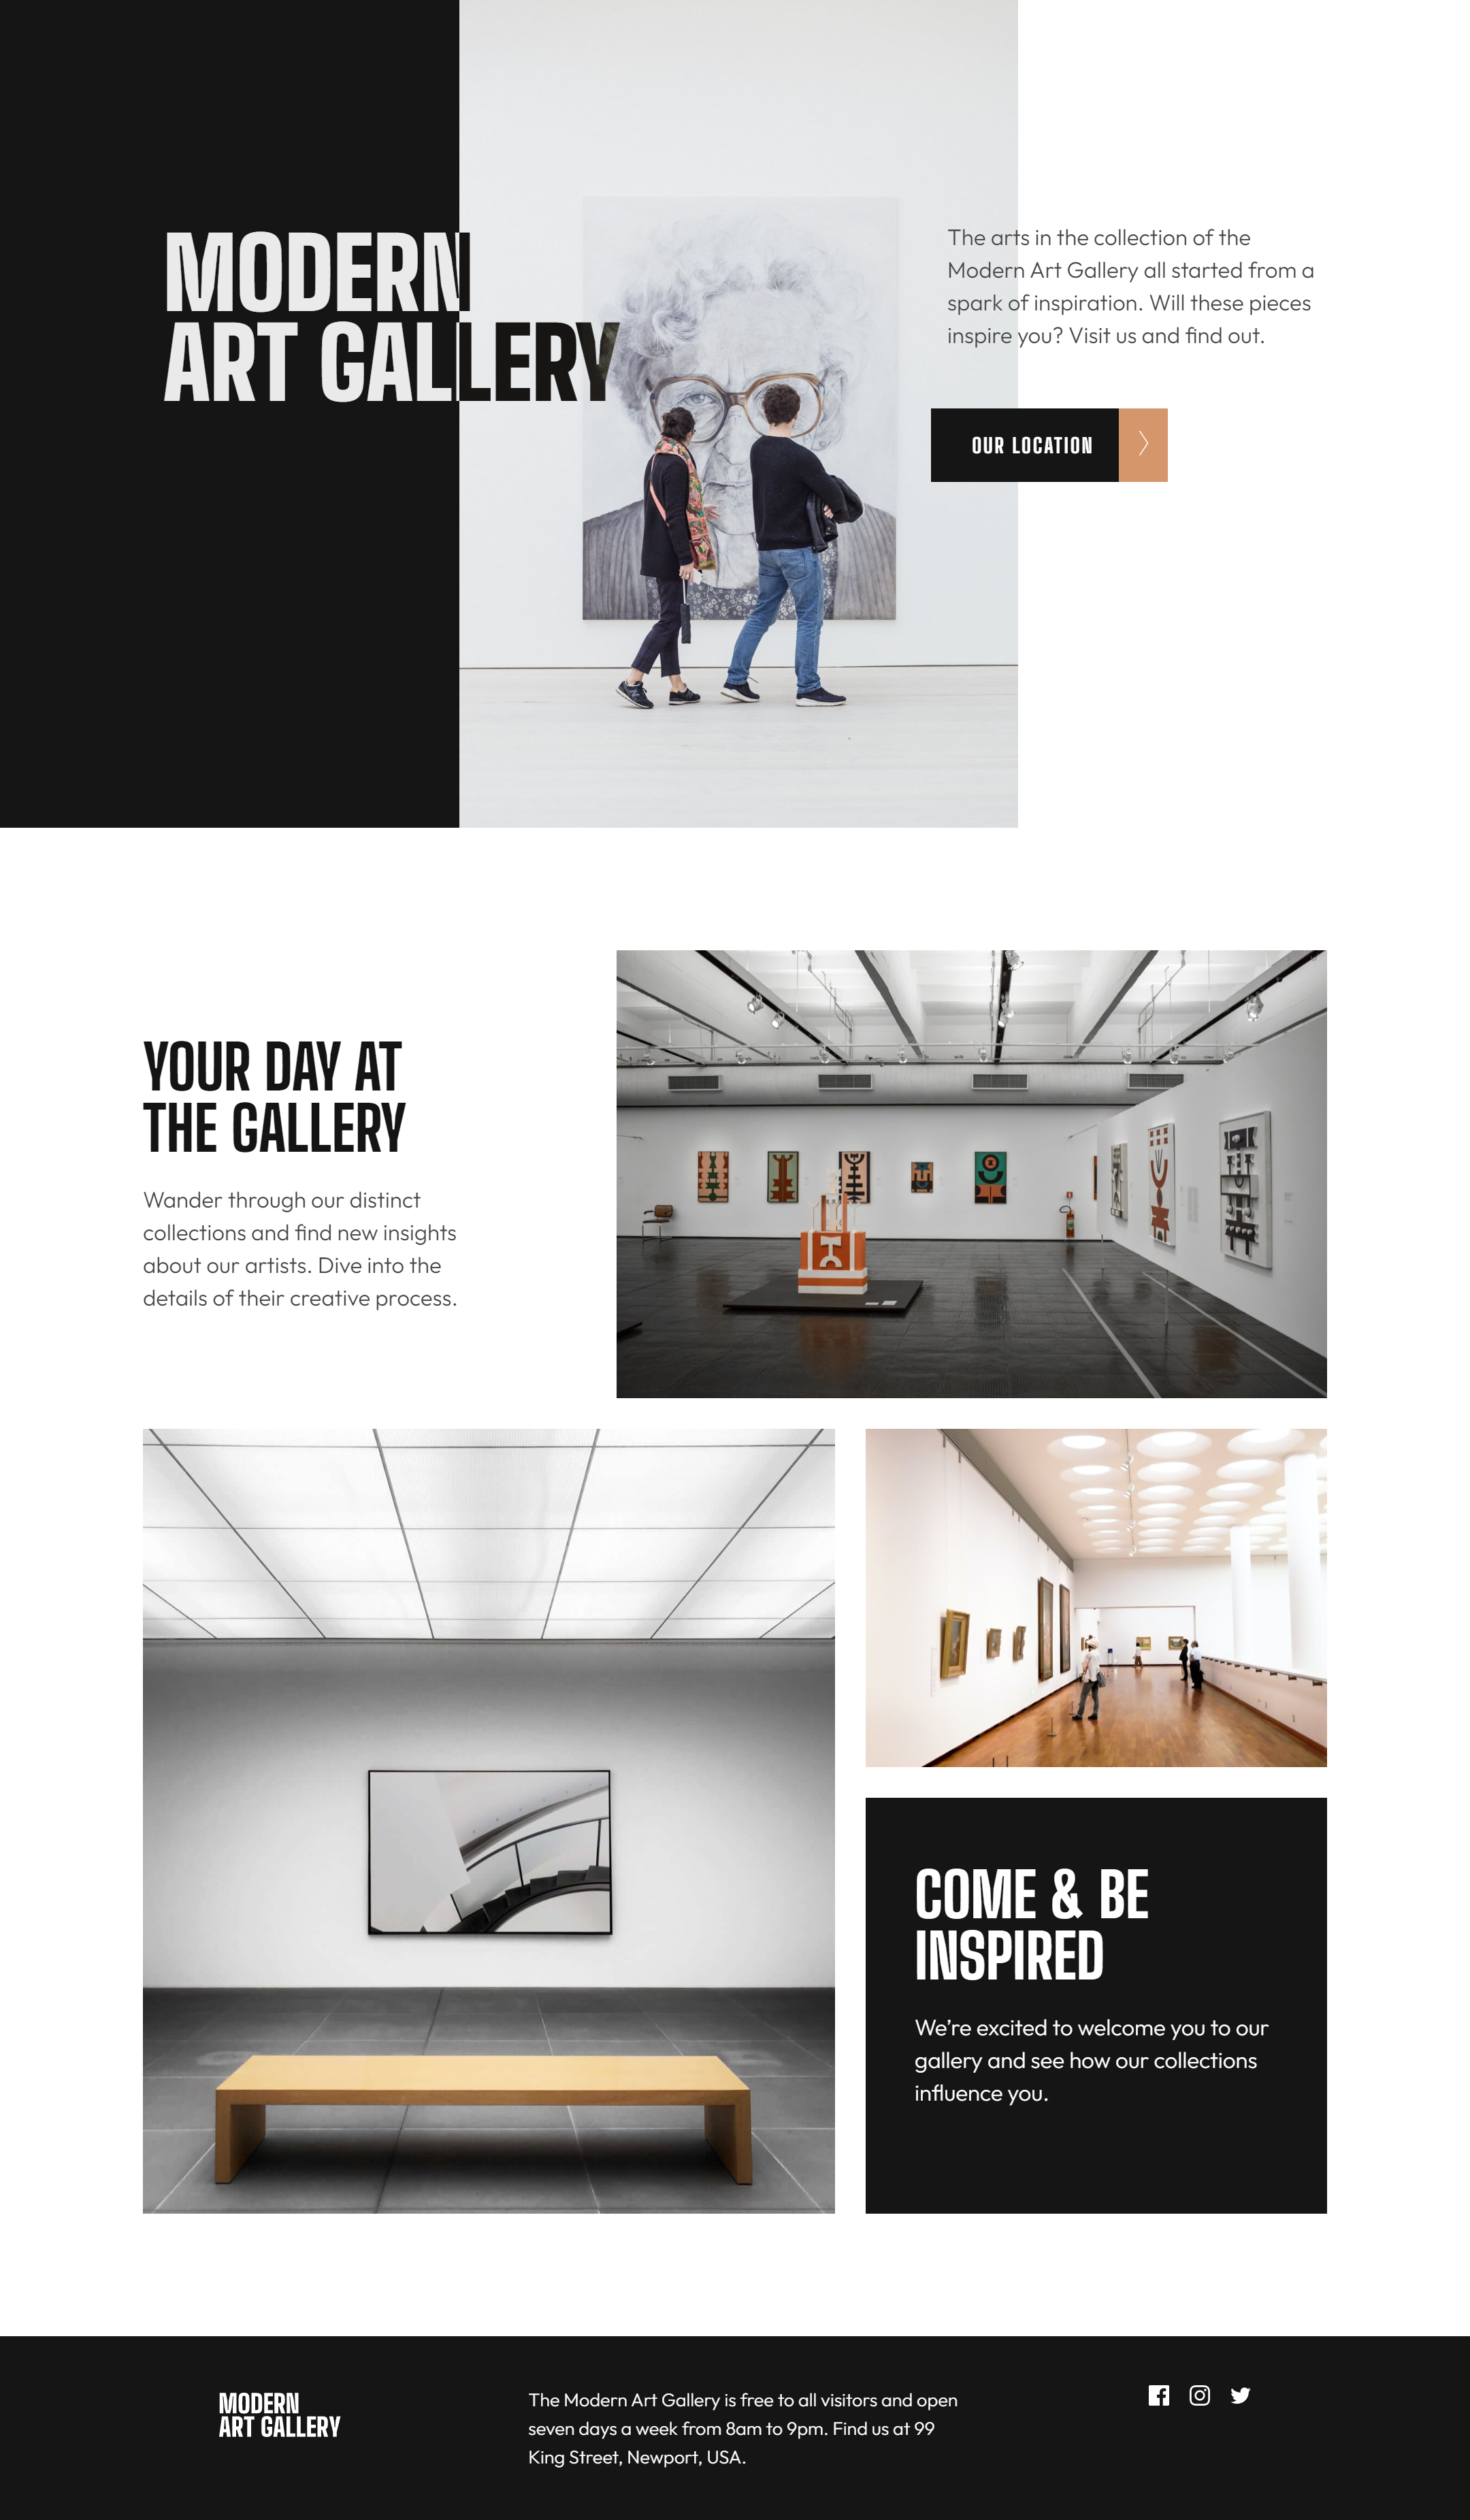 MODERN
ART GALLERY
The arts in the collection of the
Modern Art Gallery all started from a
spark of inspiration. Will these pieces
inspire you? Visit us and find out.
OUR LOCATION
YOUR DAY AT
THE GALLERY
Wander through our distinct
collections and find new insights
about our artists. Dive into the
details of their creative process.
COME & BE
INSPIRED
We’re excited to welcome you to our
gallery and see how our collections
influence you.
MODERN
ART GALLERY
The Modern Art Gallery is free to all visitors and open
seven days a week from 8am to 9pm. Find us at 99
King Street, Newport, USA.